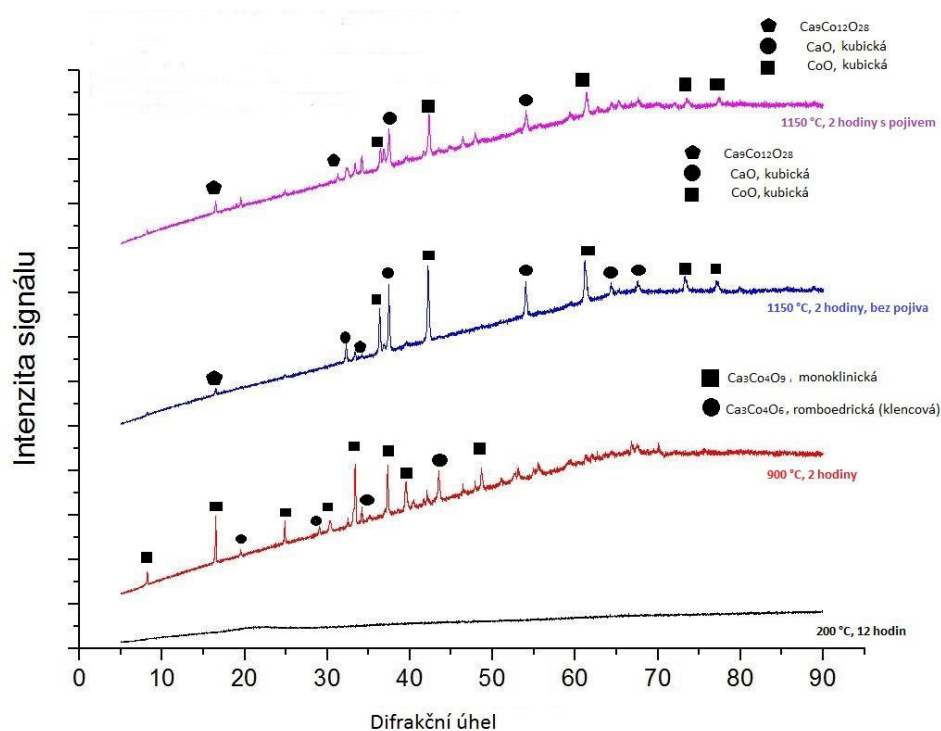 Ca₉Co₁₂O₂₈
CaO, kubická
CoO, kubická
1150 °C, 2 hodiny s pojivem
Ca₉Co₁₂O₂₈
CaO, kubická
CoO, kubická
1150 °C, 2 hodiny, bez pojiva
Ca₃Co₄O₉ , monoklinická
Ca₃Co₄O₆ , romboedrická (klencová)
900 °C, 2 hodiny
200 °C, 12 hodin
Intenzita signálu
0 10 20 30 40 50 60 70 80 90
Difrakční úhel